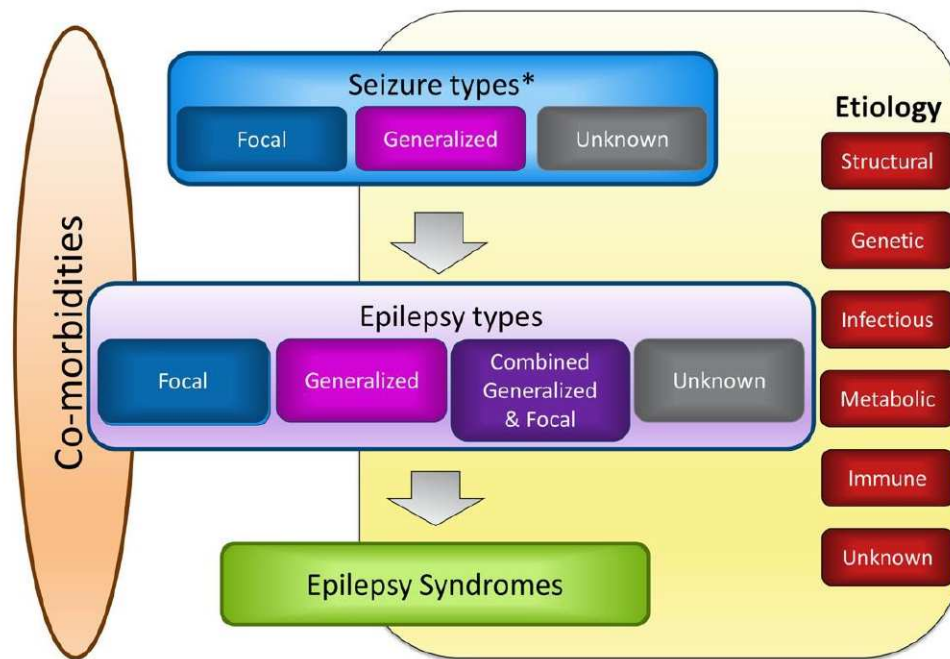 Co-morbidities
Seizure types*
Focal
Generalized
Unknown
Epilepsy types
Focal
Generalized
Combined
Generalized
& Focal
Unknown
Epilepsy Syndromes
Etiology
Structural
Genetic
Infectious
Metabolic
Immune
Unknown